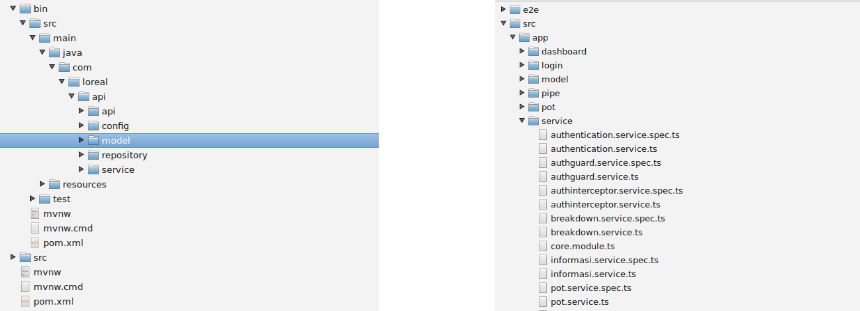 bin
src
main
java
com
loreal
api
api
config
model
repository
service
resources
test
mvnw
mvnw.cmd
pom.xml
src
mvnw
mvnw.cmd
pom.xml
e2e
src
app
dashboard
login
model
pipe
pot
service
authentication.service.spec.ts
authentication.service.ts
authguard.service.spec.ts
authguard.service.ts
authinterceptor.service.spec.ts
authinterceptor.service.ts
breakdown.service.spec.ts
breakdown.service.ts
core.module.ts
informasi.service.spec.ts
informasi.service.ts
pot.service.spec.ts
pot.service.ts